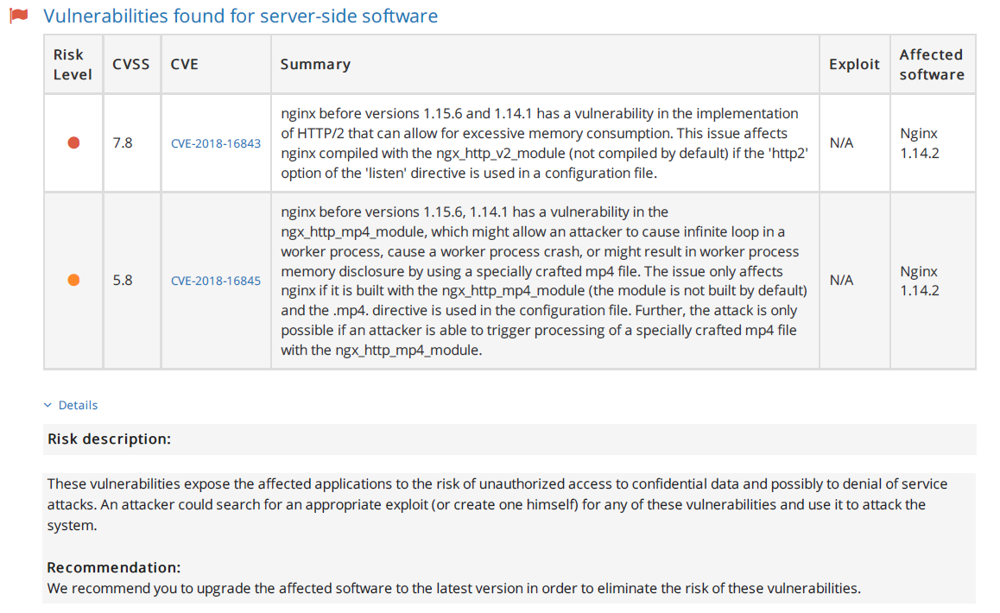 Vulnerabilities found for server-side software
Risk Level CVSS CVE Summary Exploit Affected software
nginx before versions 1.15.6 and 1.14.1 has a vulnerability in the implementation
of HTTP/2 that can allow for excessive memory consumption. This issue affects
7.8 CVE-2018-16843 nginx compiled with the ngx_http_v2_module (not compiled by default) if the 'http2' N/A Nginx 1.14.2
option of the 'listen' directive is used in a configuration file.
nginx before versions 1.15.6, 1.14.1 has a vulnerability in the
ngx_http_mp4_module, which might allow an attacker to cause infinite loop in a
worker process, cause a worker process crash, or might result in worker process
memory disclosure by using a specially crafted mp4 file. The issue only affects
5.8 CVE-2018-16845 nginx if it is built with the ngx_http_mp4_module (the module is not built by default) N/A Nginx 1.14.2
and the .mp4. directive is used in the configuration file. Further, the attack is only
possible if an attacker is able to trigger processing of a specially crafted mp4 file
with the ngx_http_mp4_module.
Details
Risk description:
These vulnerabilities expose the affected applications to the risk of unauthorized access to confidential data and possibly to denial of service
attacks. An attacker could search for an appropriate exploit (or create one himself) for any of these vulnerabilities and use it to attack the
system.
Recommendation:
We recommend you to upgrade the affected software to the latest version in order to eliminate the risk of these vulnerabilities.